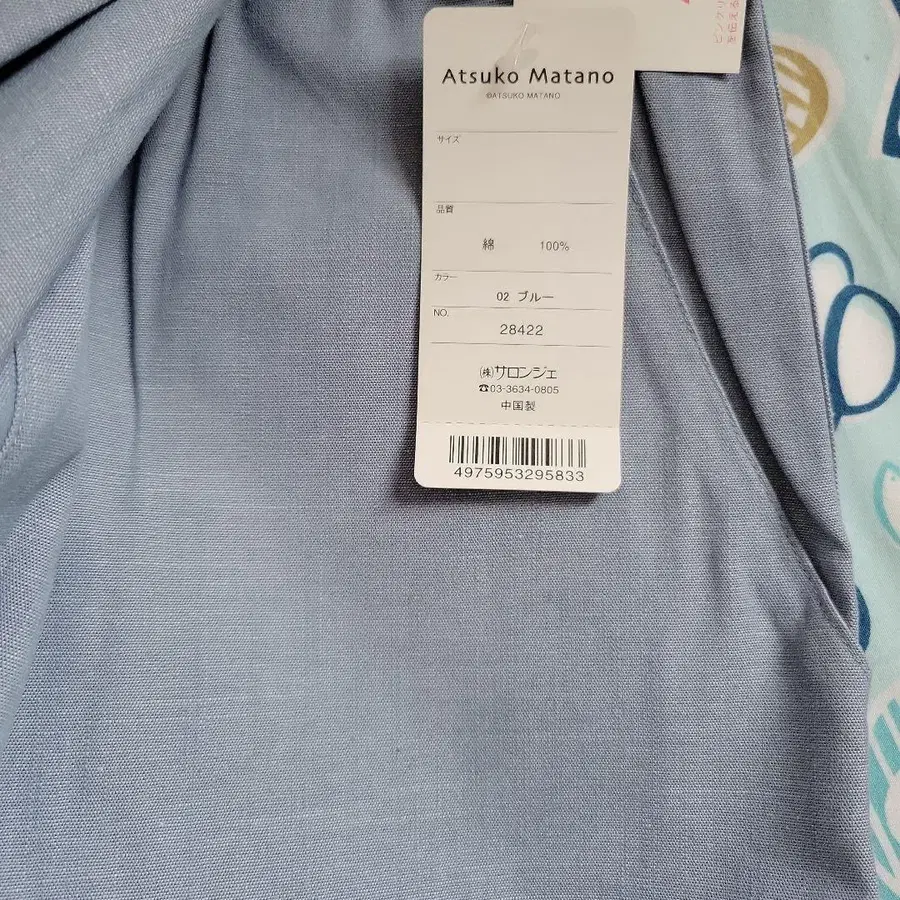 Atsuko Matano
©ATSUKO MATANO
サイズ
品質
綿 100%
カラー
02 ブルー
NO.
28422
㈱サロンジェ
☎03-3634-0805
中国製
4975953295833